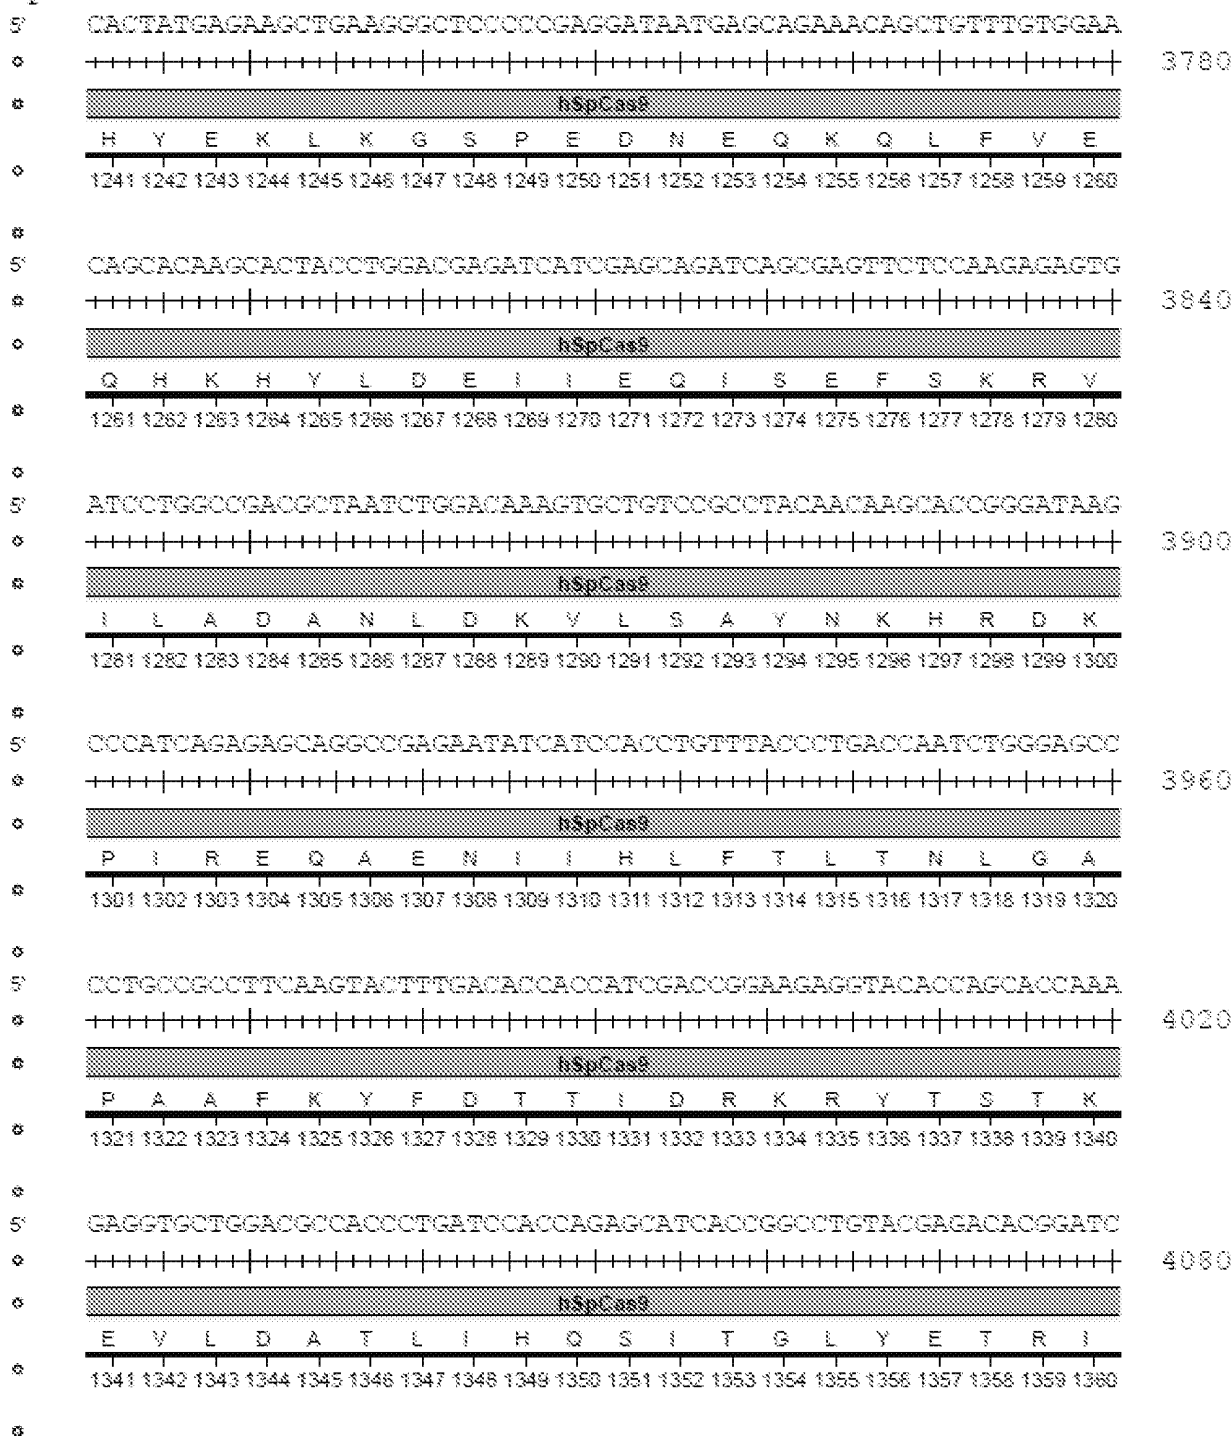 5' CACTATGAGAAGCTGAAGGGCTCCCCCGAGGATAATGAGCAGAAACAGCTGTTTGTGGAA
3780
hSpCas9
H Y E K L K G S P E D N E Q K Q L F V E
1241 1242 1243 1244 1245 1246 1247 1248 1249 1250 1251 1252 1253 1254 1255 1256 1257 1258 1259 1260
5' CAGCACAAGCACTACCTGGACGAGATCATCGAGCAGATCAGCGAGTTCTCCAAGAGAGTG
3840
hSpCas9
Q H K H Y L D E I I E Q I S E F S K R V
1261 1262 1263 1264 1265 1266 1267 1268 1269 1270 1271 1272 1273 1274 1275 1276 1277 1278 1279 1280
5' ATCCTGGCCGACGCTAATCTGGACAAAGTGCTGTCCGCCTACAACAAGCACCGGGATAAG
3900
hSpCas9
I L A D A N L D K V L S A Y N K H R D K
1281 1282 1283 1284 1285 1286 1287 1288 1289 1290 1291 1292 1293 1294 1295 1296 1297 1298 1299 1300
5' CCCATCAGAGAGCAGGCCGAGAATATCATCCACCTGTTTACCCTGACCAATCTGGGAGCC
3960
hSpCas9
P I R E Q A E N I I H L F T L T N L G A
1301 1302 1303 1304 1305 1306 1307 1308 1309 1310 1311 1312 1313 1314 1315 1316 1317 1318 1319 1320
5' CCTGCCGCCTTCAAGTACTTTGACACCACCATCGACCGGAAGAGGTACACCAGCACCAAA
4020
hSpCas9
P A A F K Y F D T T I D R K R Y T S T K
1321 1322 1323 1324 1325 1326 1327 1328 1329 1330 1331 1332 1333 1334 1335 1336 1337 1338 1339 1340
5' GAGGTGCTGGACGCCACCCTGATCCACCAGAGCATCACCGGCCTGTACGAGACACGGATC
4080
hSpCas9
E V L D A T L I H Q S I T G L Y E T R I
1341 1342 1343 1344 1345 1346 1347 1348 1349 1350 1351 1352 1353 1354 1355 1356 1357 1358 1359 1360